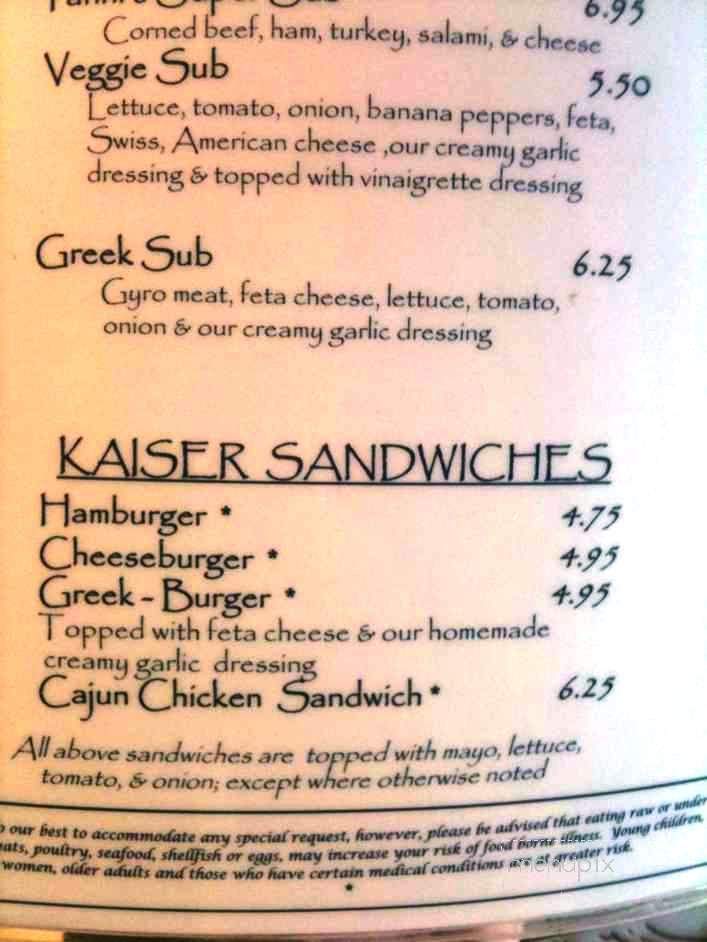 Super Sub 6.95
Corned beef, ham, turkey, salami, & cheese
Veggie Sub 5.50
Lettuce, tomato, onion, banana peppers, feta,
Swiss, American cheese ,our creamy garlic
dressing & topped with vinaigrette dressing
Greek Sub 6.25
Gyro meat, feta cheese, lettuce, tomato,
onion & our creamy garlic dressing
KAISER SANDWICHES
Hamburger * 4.75
Cheeseburger * 4.95
Greek - Burger * 4.95
Topped with feta cheese & our homemade
creamy garlic dressing
Cajun Chicken Sandwich * 6.25
All above sandwiches are topped with mayo, lettuce,
tomato, & onion; except where otherwise noted
our best to accommodate any special request, however, please be advised that eating raw or under
poultry, seafood, shellfish or eggs, may increase your risk of food borne illness. Young children,
women, older adults and those who have certain medical conditions are at greater risk.
*
menupix